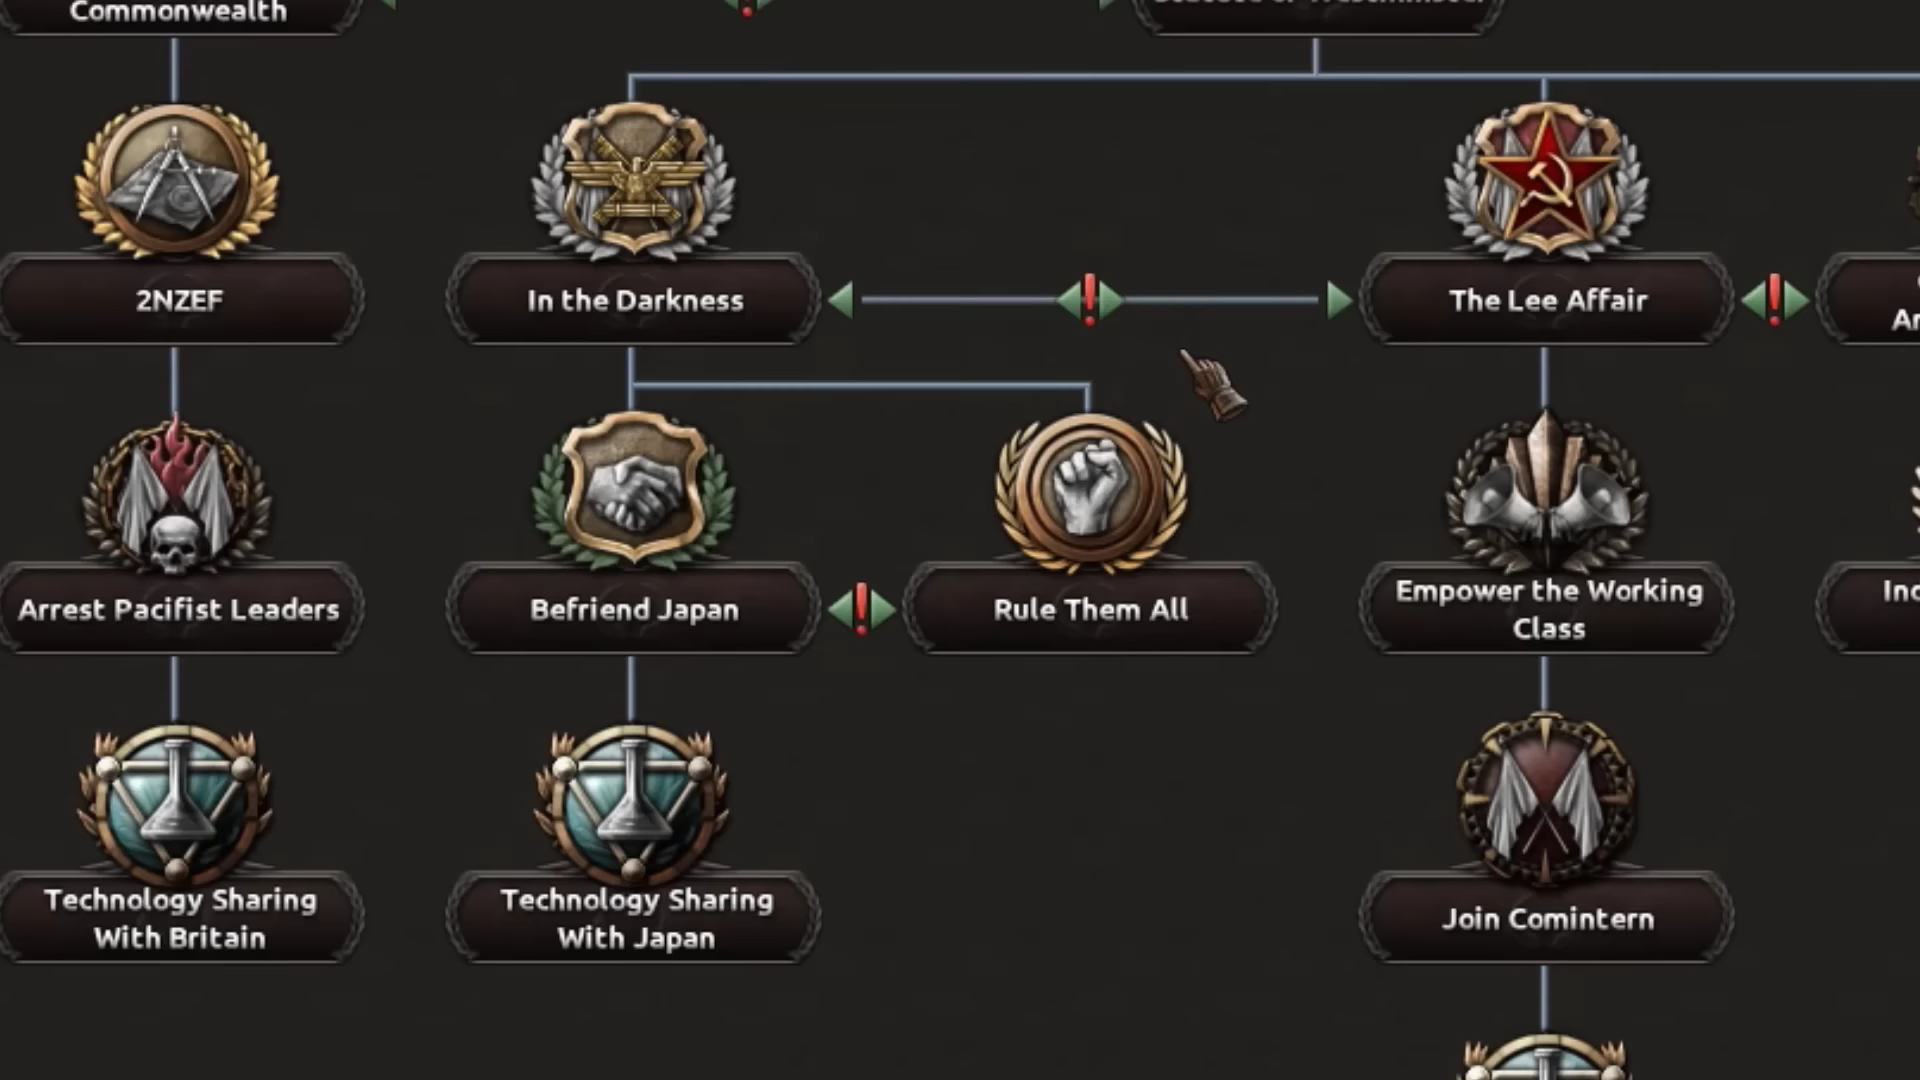 Commonwealth
2NZEF
In the Darkness
The Lee Affair
Arrest Pacifist Leaders
Befriend Japan
Rule Them All
Empower the Working
Class
Technology Sharing
With Britain
Technology Sharing
With Japan
Join Comintern